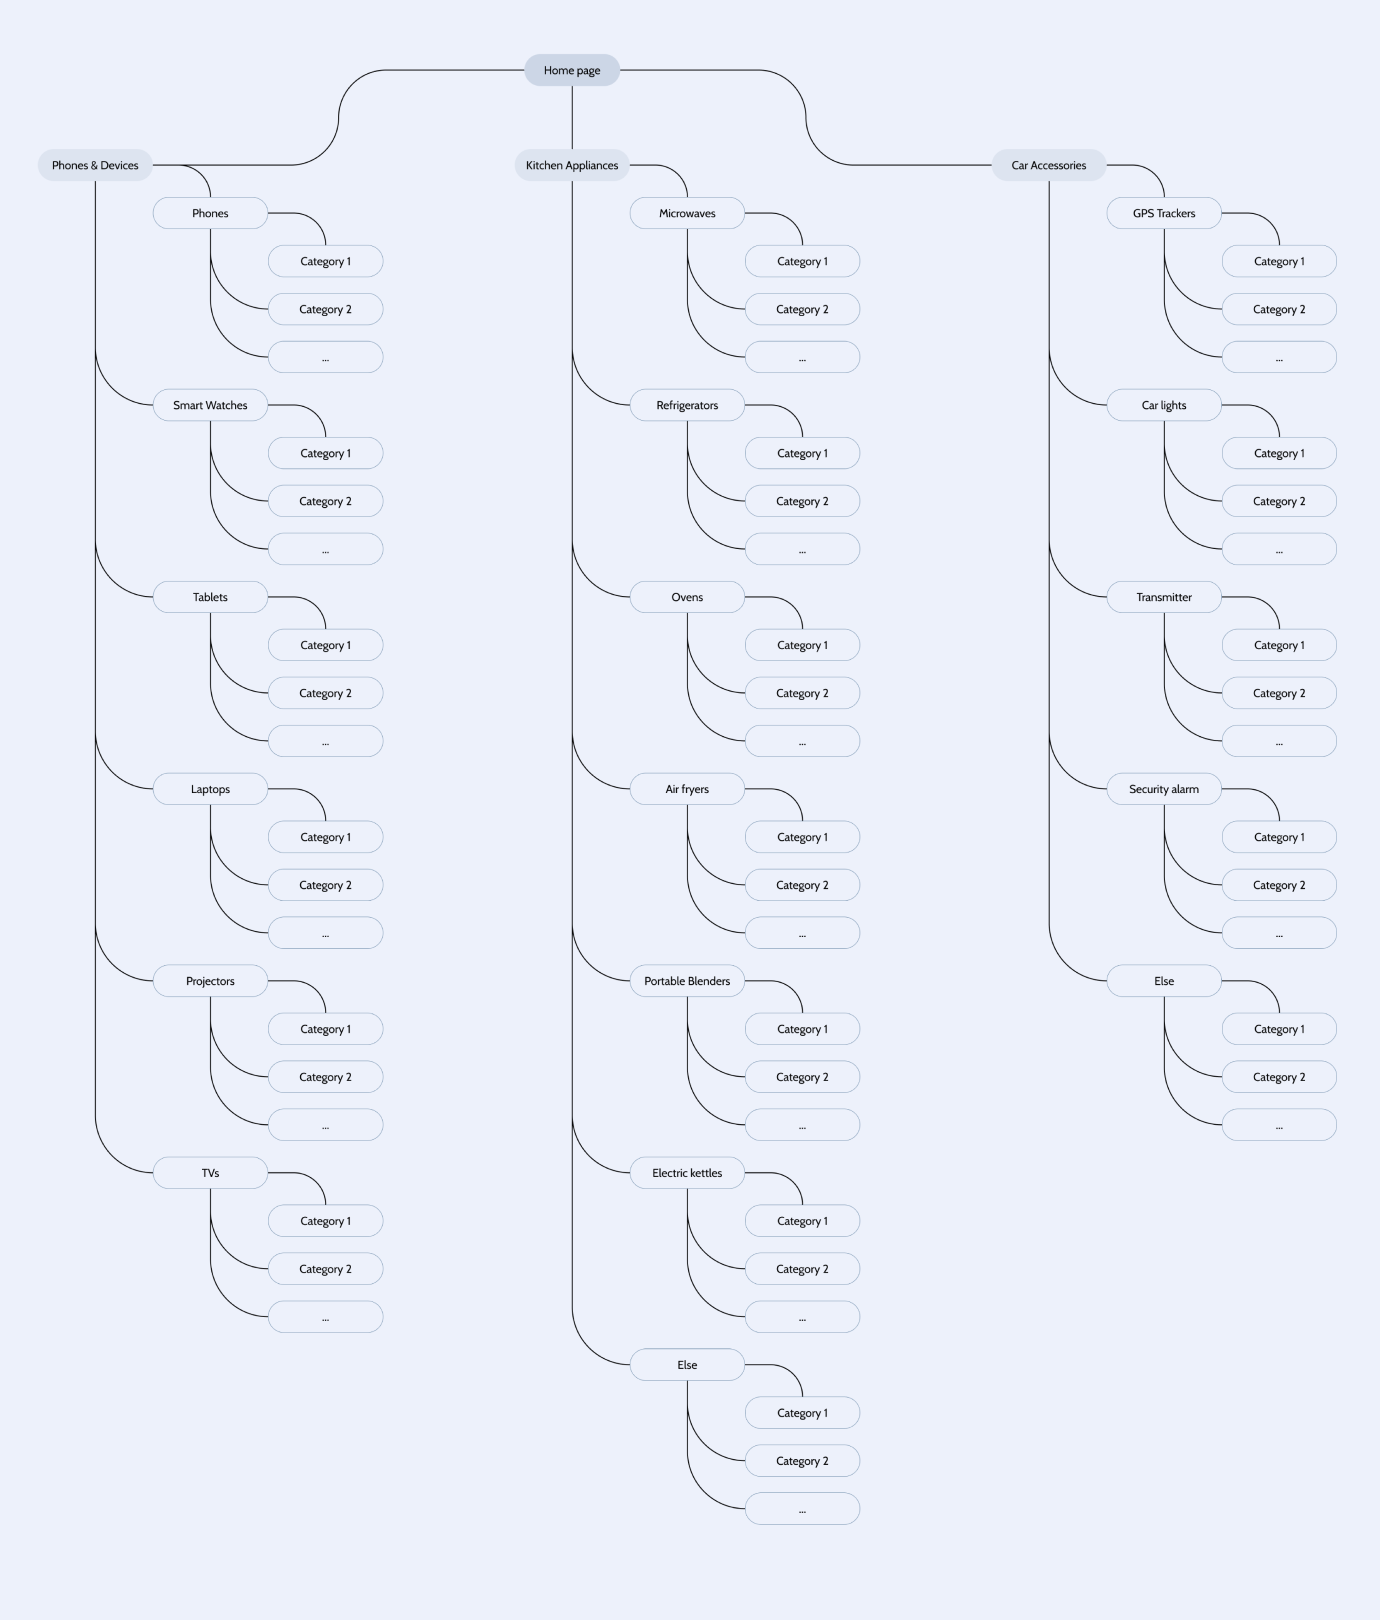 Home page
Phones & Devices
Phones
Category 1
Category 2
...
Smart Watches
Category 1
Category 2
...
Tablets
Category 1
Category 2
...
Laptops
Category 1
Category 2
...
Projectors
Category 1
Category 2
...
TVs
Category 1
Category 2
...
Kitchen Appliances
Microwaves
Category 1
Category 2
...
Refrigerators
Category 1
Category 2
...
Ovens
Category 1
Category 2
...
Air fryers
Category 1
Category 2
...
Portable Blenders
Category 1
Category 2
...
Electric kettles
Category 1
Category 2
...
Else
Category 1
Category 2
...
Car Accessories
GPS Trackers
Category 1
Category 2
...
Car lights
Category 1
Category 2
...
Transmitter
Category 1
Category 2
...
Security alarm
Category 1
Category 2
...
Else
Category 1
Category 2
...